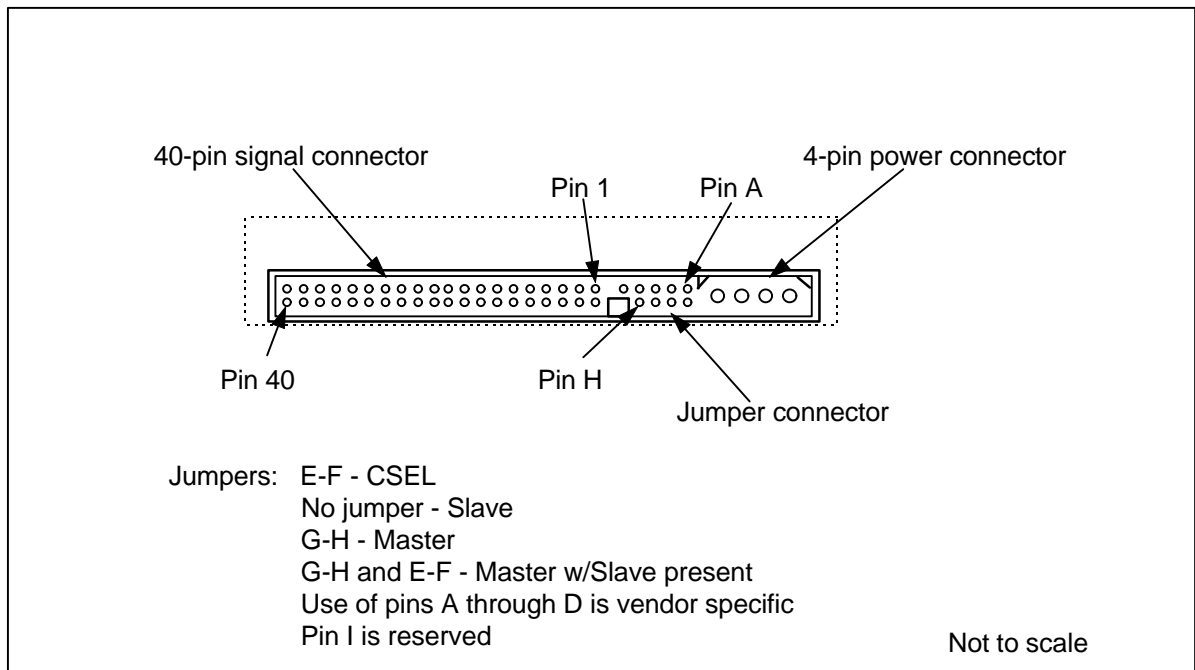 40-pin signal connector
4-pin power connector
Pin 1
Pin A
Pin 40
Pin H
Jumper connector
Jumpers: E-F - CSEL
No jumper - Slave
G-H - Master
G-H and E-F - Master w/Slave present
Use of pins A through D is vendor specific
Pin I is reserved
Not to scale